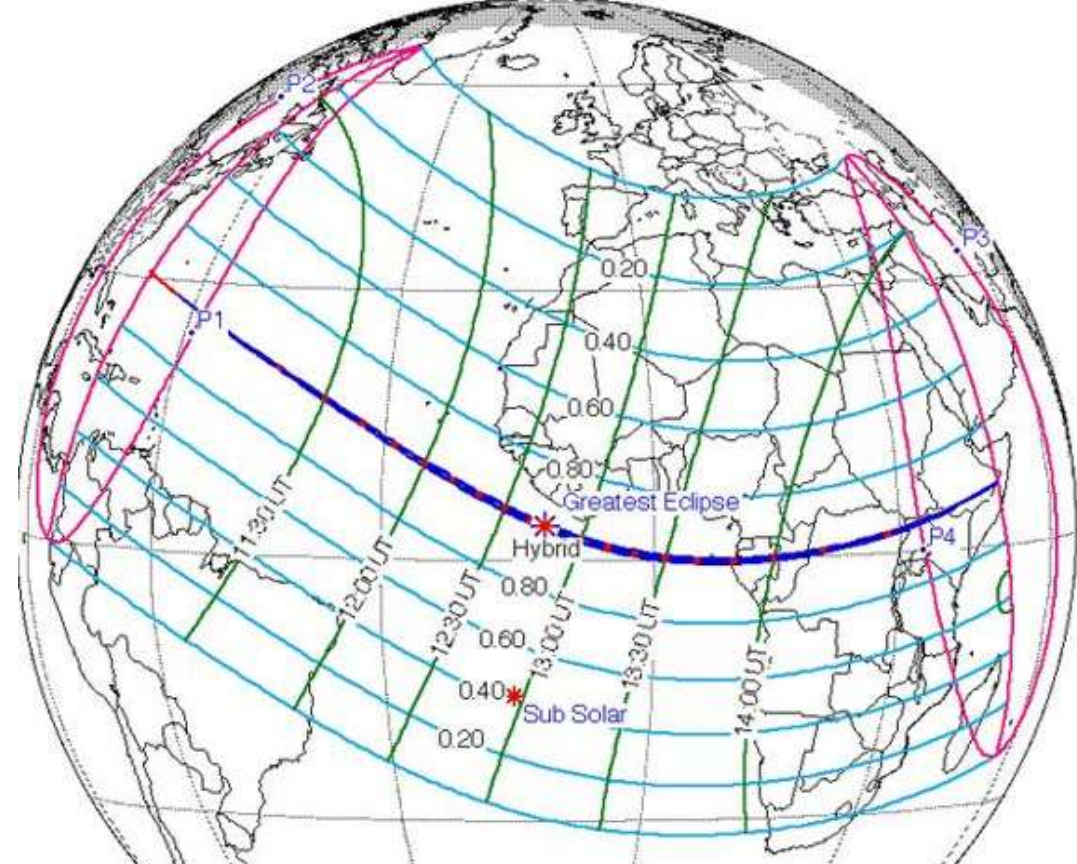 P2
P3
0.20
P1
0.40
0.60
0.80
Greatest Eclipse
11:30 UT
Hybrid
P4
12:00 UT
0.80
12:30 UT
13:00 UT
13:30 UT
0.60
14:00 UT
0.40
Sub Solar
0.20